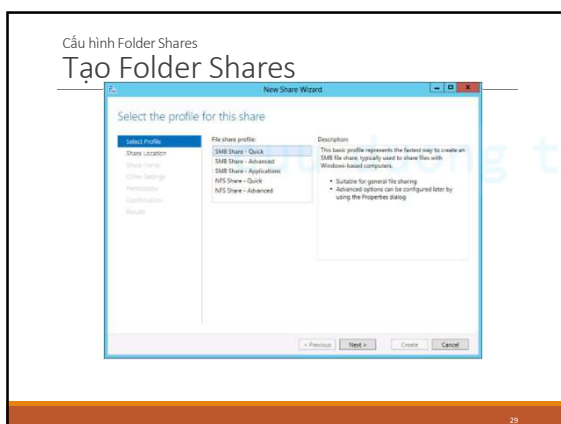 Cấu hình Folder Shares
Tạo Folder Shares
New Share Wizard
Select the profile for this share
Select Profile
Share Location
Share Name
Other Settings
Permissions
Confirmation
Results
File share profile:
SMB Share - Quick
SMB Share - Advanced
SMB Share - Applications
NFS Share - Quick
NFS Share - Advanced
Description:
This basic profile represents the fastest way to create an
SMB file share, typically used to share files with
Windows-based computers.
• Suitable for general file sharing
• Advanced options can be configured later by
using the Properties dialog.
< Previous
Next >
Create
Cancel
29